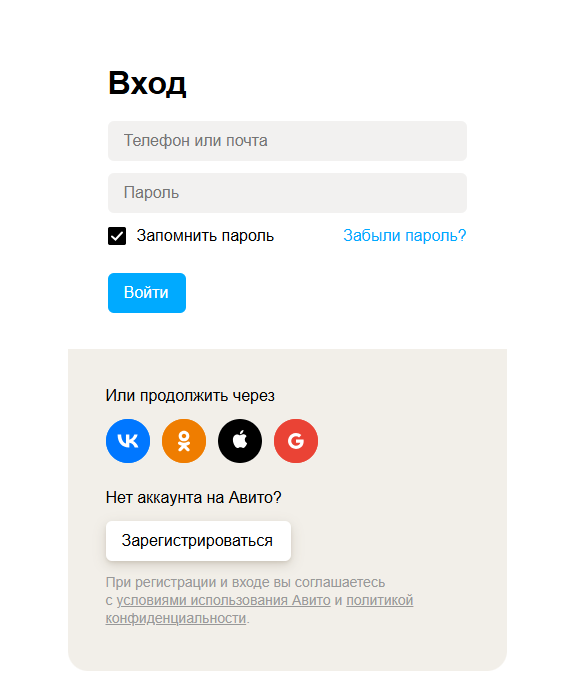 Вход
Телефон или почта
Пароль
Запомнить пароль
Забыли пароль?
Войти
Или продолжить через
Нет аккаунта на Авито?
Зарегистрироваться
При регистрации и входе вы соглашаетесь
с условиями использования Авито и политикой
конфиденциальности.